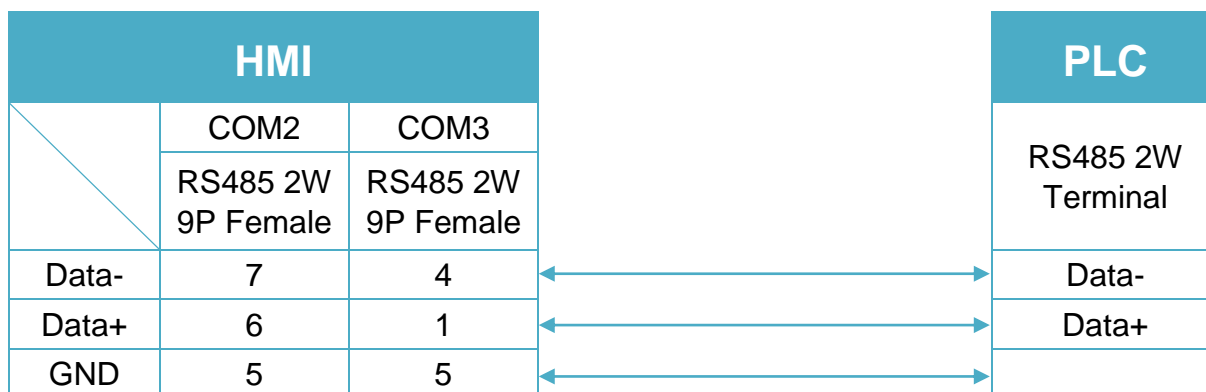 HMI
PLC
COM2 COM3
RS485 2W
9P Female
RS485 2W
9P Female
RS485 2W
Terminal
Data- 7 4 Data-
Data+ 6 1 Data+
GND 5 5